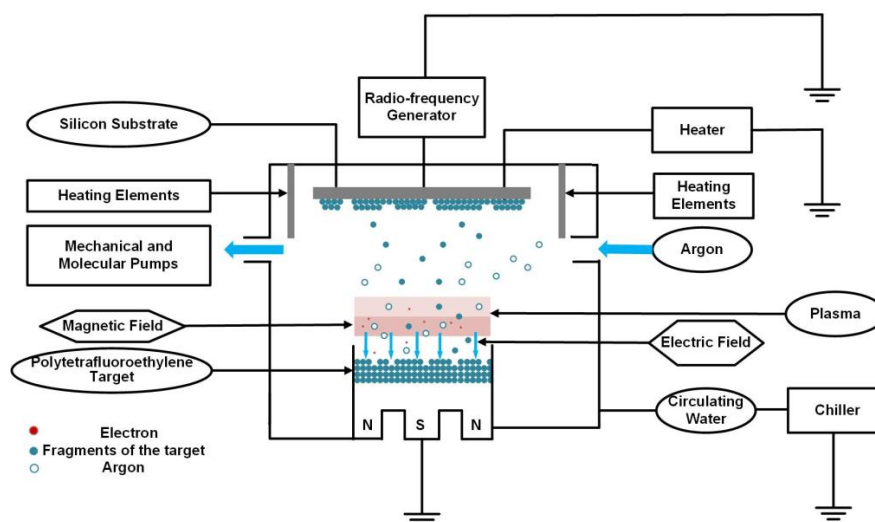 Radio-frequency
Generator
Silicon Substrate
Heater
Heating Elements
Heating
Elements
Mechanical and
Molecular Pumps
Argon
Magnetic Field
Plasma
Electric Field
Polytetrafluoroethylene
Target
Circulating
Water
Chiller
N S N
Electron
Fragments of the target
Argon